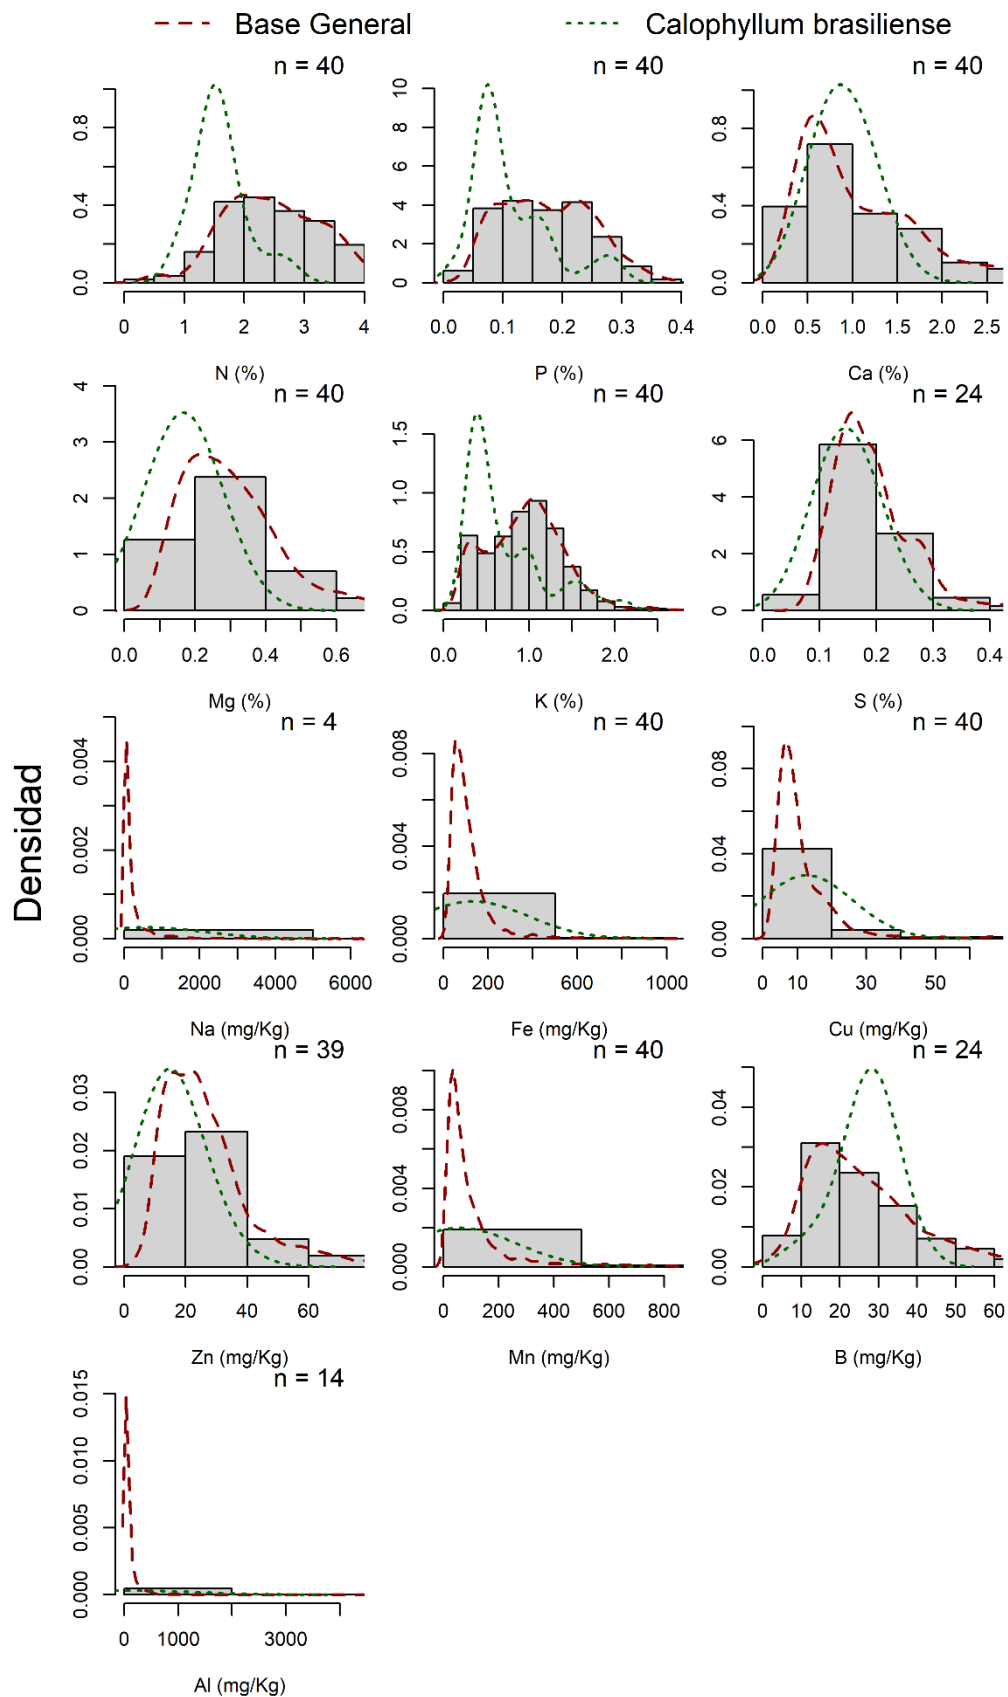 Base General
Calophyllum brasiliense
n = 40
n = 40
n = 40
0.0 0.4 0.8
0 2 4 6 8 10
0.0 0.4 0.8
0 1 2 3 4
0.0 0.1 0.2 0.3 0.4
0.0 0.5 1.0 1.5 2.0 2.5
N (%)
P (%)
Ca (%)
n = 40
n = 40
n = 24
0 1 2 3 4
0.0 0.5 1.0 1.5
0 2 4 6
0.0 0.2 0.4 0.6
0.0 1.0 2.0
0.0 0.1 0.2 0.3 0.4
Mg (%)
K (%)
S (%)
n = 4
n = 40
n = 40
Densidad
0.000 0.002 0.004
0.000 0.004 0.008
0.00 0.04 0.08
0 2000 4000 6000
0 200 400 600 1000
0 10 30 50
Na (mg/Kg)
Fe (mg/Kg)
Cu (mg/Kg)
n = 39
n = 40
n = 24
0.00 0.01 0.02 0.03
0.000 0.004 0.008
0.00 0.02 0.04
0 20 40 60
0 200 400 600 800
0 10 20 30 40 50 60
Zn (mg/Kg)
Mn (mg/Kg)
B (mg/Kg)
n = 14
0.000 0.005 0.010 0.015
0 1000 3000
Al (mg/Kg)